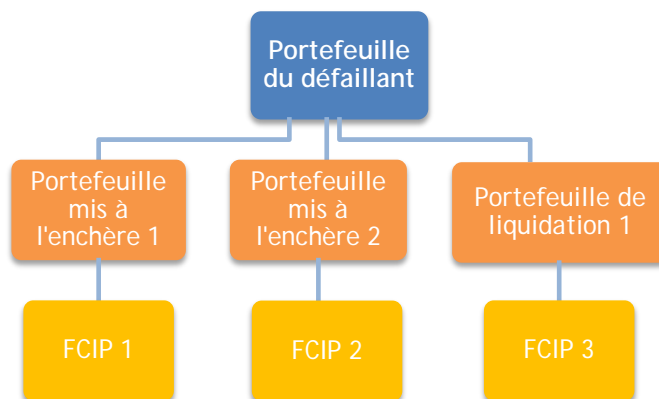 Portefeuille
du défaillant
Portefeuille
mis à
l'enchère 1
Portefeuille
mis à
l'enchère 2
Portefeuille de
liquidation 1
FCIP 1
FCIP 2
FCIP 3